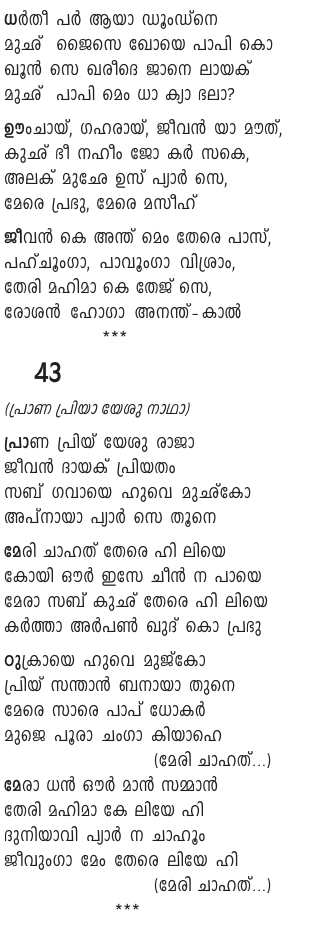 ധർതീ പർ ആയാ ഡൂംഡ്നെ
മുഛ് ജൈസെ ഖോയെ പാപി കൊ
ഖൂൻ സെ ഖരീദെ ജാനെ ലായക്
മുഛ് പാപി മെം ധാ ക്യാ ഭലാ?
ഊംചായ്, ഗഹരായ്, ജീവൻ യാ മൗത്,
കുഛ് ഭീ നഹീം ജോ കർ സകെ,
അലക് മുഛേ ഉസ് പ്യാർ സെ,
മേരെ പ്രഭു, മേരെ മസീഹ്
ജീവൻ കെ അന്ത് മെം തേരെ പാസ്,
പഹ്ചൂംഗാ, പാവൂംഗാ വിശ്രാം,
തേരി മഹിമാ കെ തേജ് സെ,
രോശൻ ഹോഗാ അനന്ത്-കാൽ
***
43
(പ്രാണ പ്രിയാ യേശു നാഥാ)
പ്രാണ പ്രിയ് യേശു രാജാ
ജീവൻ ദായക് പ്രിയതം
സബ് ഗവായെ ഹുവെ മുഛ്കോ
അപ്നായാ പ്യാർ സെ തൂനെ
മേരി ചാഹത് തേരെ ഹി ലിയെ
കോയി ഔർ ഇസേ ചീൻ ന പായെ
മേരാ സബ് കുഛ് തേരെ ഹി ലിയെ
കർത്താ അർപൺ ഖുദ് കൊ പ്രഭു
ഠുക്രായെ ഹുവെ മുജ്കോ
പ്രിയ് സന്താൻ ബനായാ തുനെ
മേരെ സാരെ പാപ് ധോകർ
മുജെ പൂരാ ചംഗാ കിയാഹെ
(മേരി ചാഹത്...)
മേരാ ധൻ ഔർ മാൻ സമ്മാൻ
തേരി മഹിമാ കേ ലിയേ ഹി
ദുനിയാവി പ്യാർ ന ചാഹൂം
ജീവുംഗാ മേം തേരെ ലിയേ ഹി
(മേരി ചാഹത്...)
***